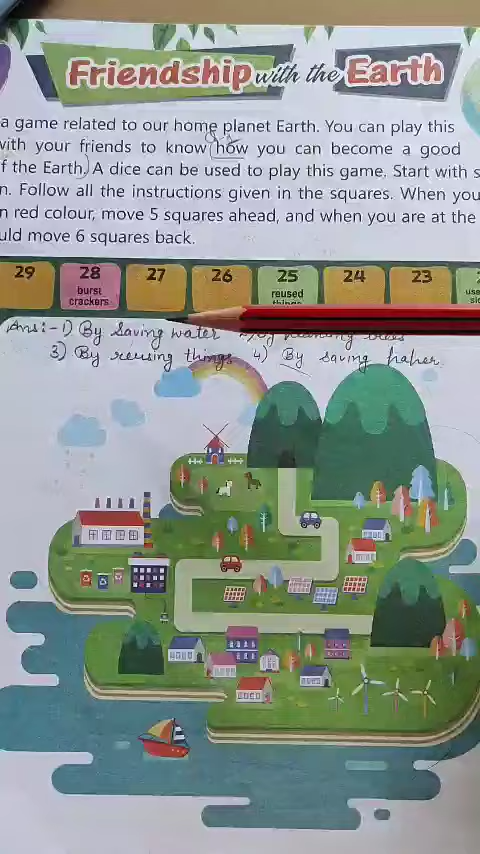 Friendship with the Earth
a game related to our home planet Earth. You can play this
with your friends to know how you can become a good
f the Earth. A dice can be used to play this game. Start with s
n. Follow all the instructions given in the squares. When you
n red colour, move 5 squares ahead, and when you are at the
uld move 6 squares back.
29 28 27 26 25 24 23
burst crackers
reused things
Ans:- 1) By Saving water
3) By reusing things 4) By saving paper